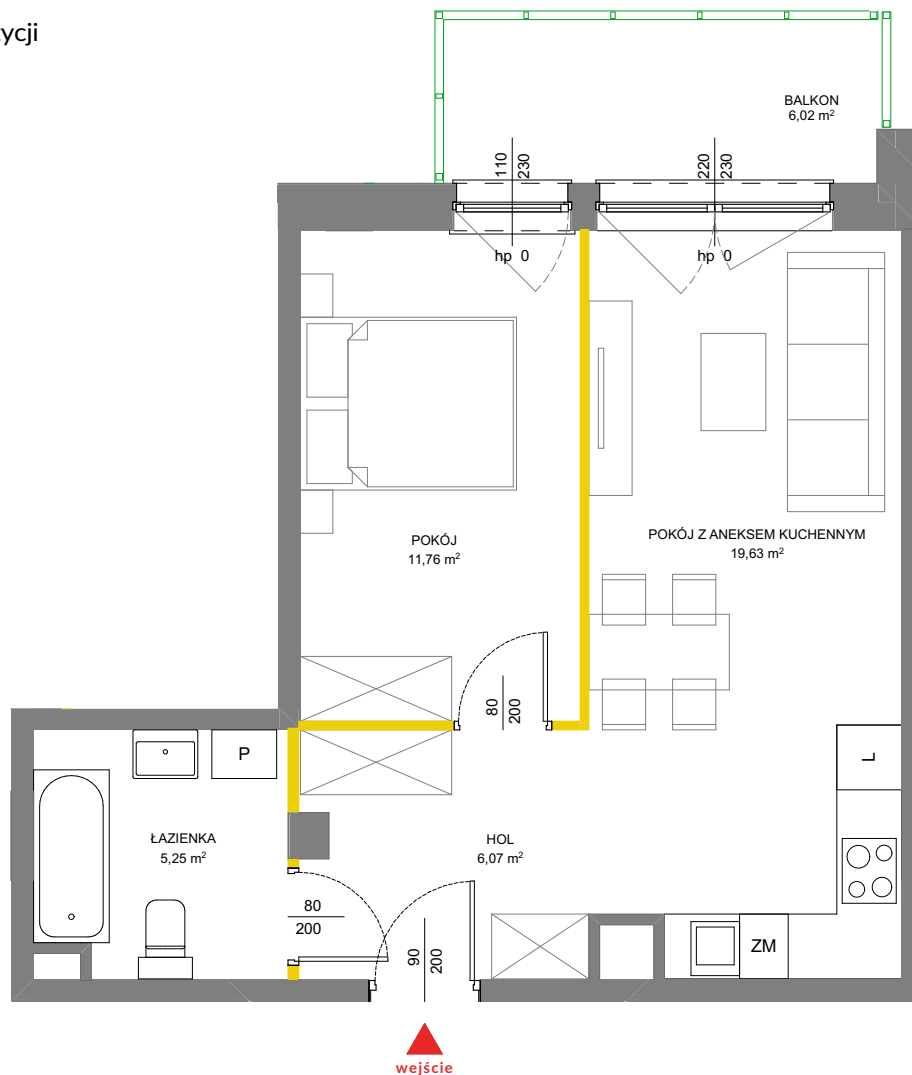 ycji
BALKON
6,02 m²
110
230
220
230
hp 0
hp 0
POKÓJ
11,76 m²
POKÓJ Z ANEKSEM KUCHENNYM
19,63 m²
80
200
P
L
ŁAZIENKA
5,25 m²
HOL
6,07 m²
80
200
90
200
ZM
wejście